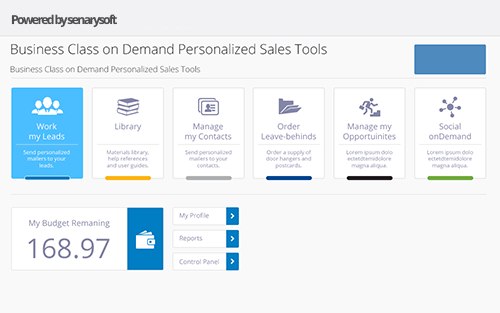 Powered by senarysoft
Business Class on Demand Personalized Sales Tools
Business Class on Demand Personalized Sales Tools
Work
my Leads
Send personalized
mailers to your
leads.
Library
Materials library,
help references
and user guides.
Manage
my Contacts
Send personalized
mailers to your
contacts.
Order
Leave-behinds
Order a supply of
door hangers and
postcards.
Manage my
Opportuinites
Lorem ipsum dolo
ectetdtemidolore
magna aliqua.
Social
onDemand
Lorem ipsum dolo
ectetdtemidolore
magna aliqua.
My Budget Remaning
168.97
My Profile
Reports
Control Panel